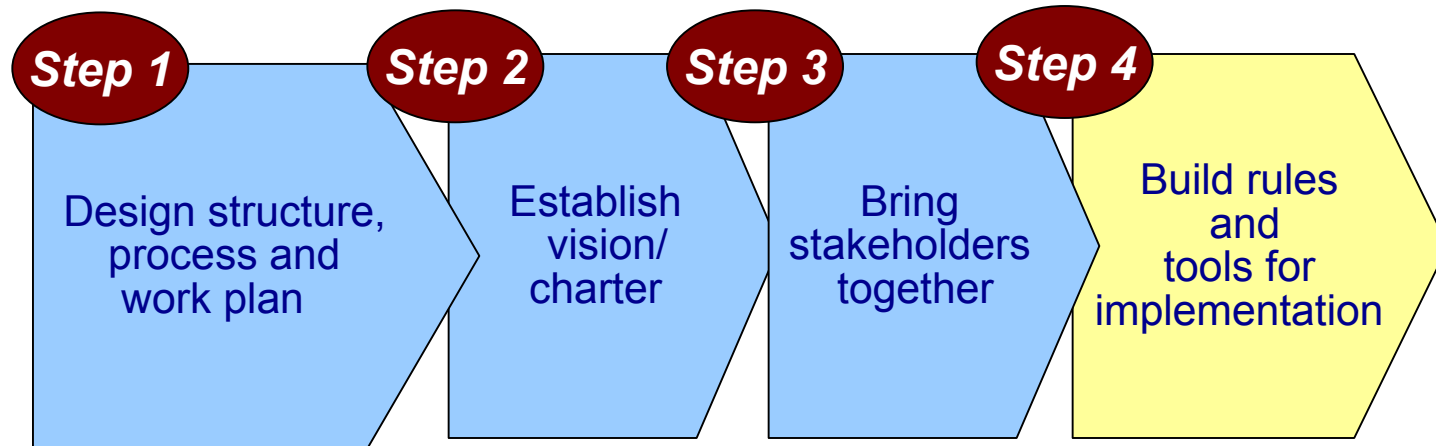 Step 1
Design structure,
process and
work plan
Step 2
Establish
vision/
charter
Step 3
Bring
stakeholders
together
Step 4
Build rules
and
tools for
implementation